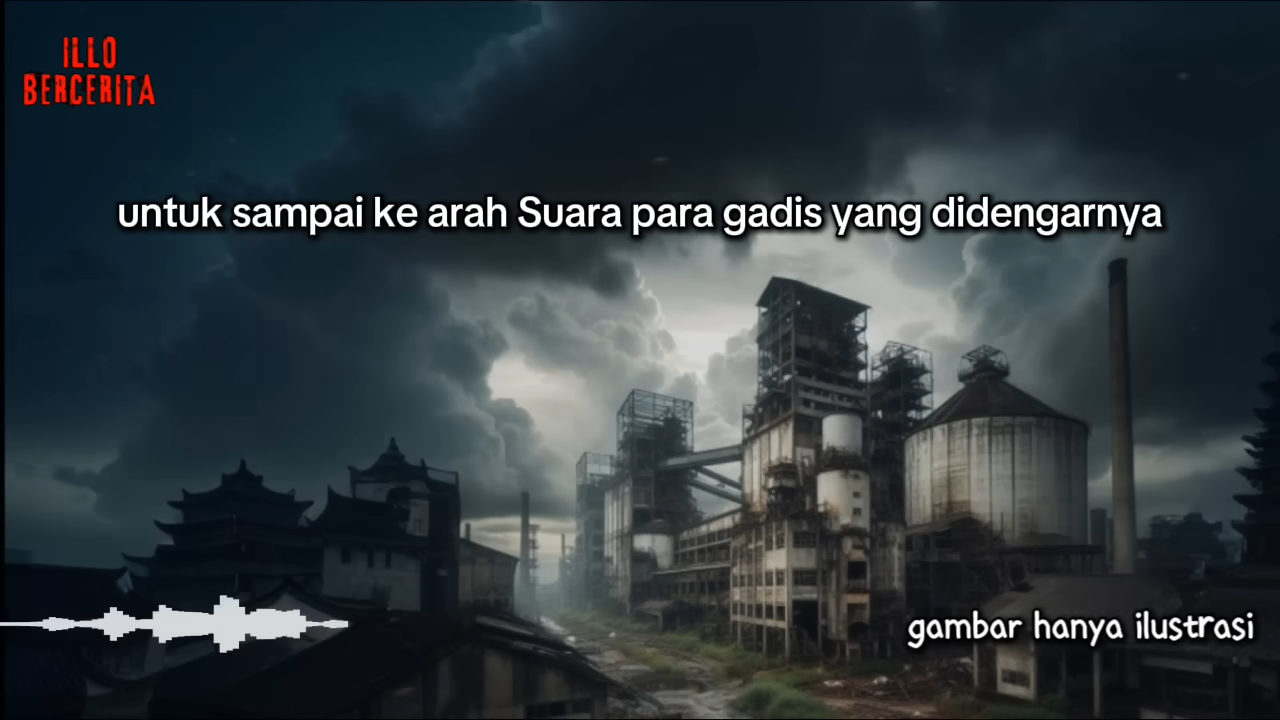 ILLO
BERCERITA
untuk sampai ke arah Suara para gadis yang didengarnya
gambar hanya ilustrasi